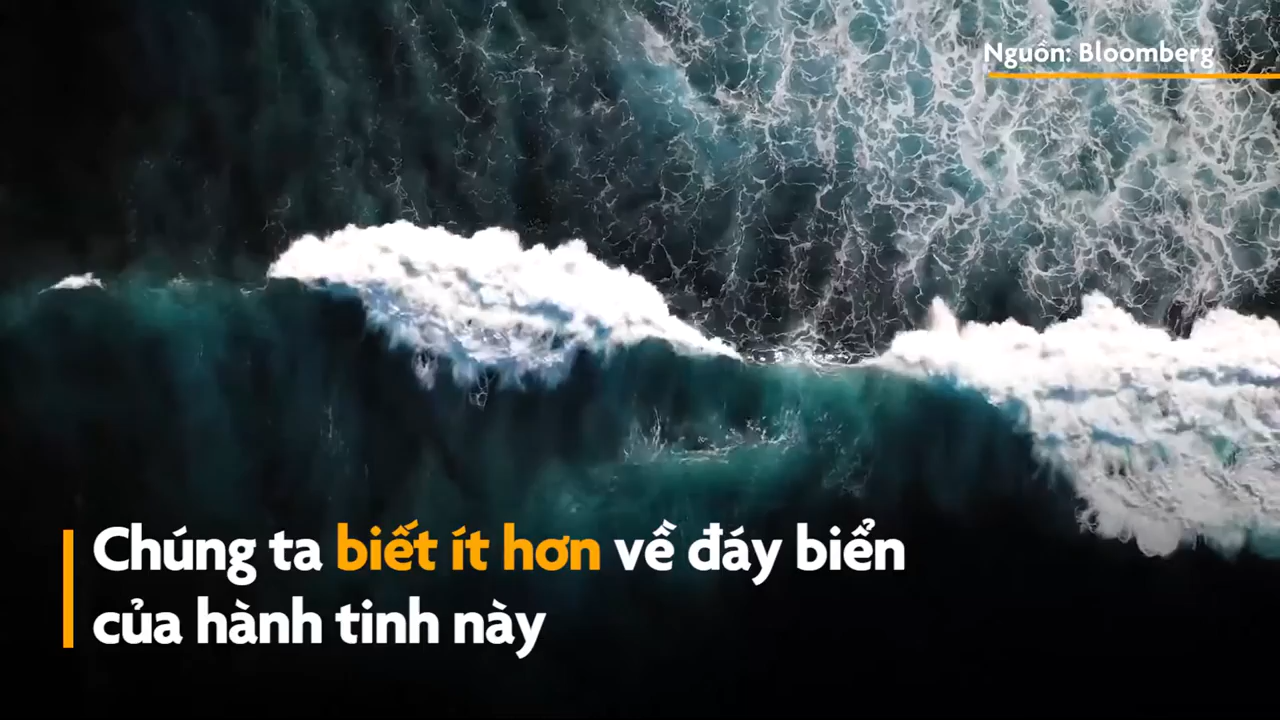 Nguồn: Bloomberg
Chúng ta biết ít hơn về đáy biển
của hành tinh này